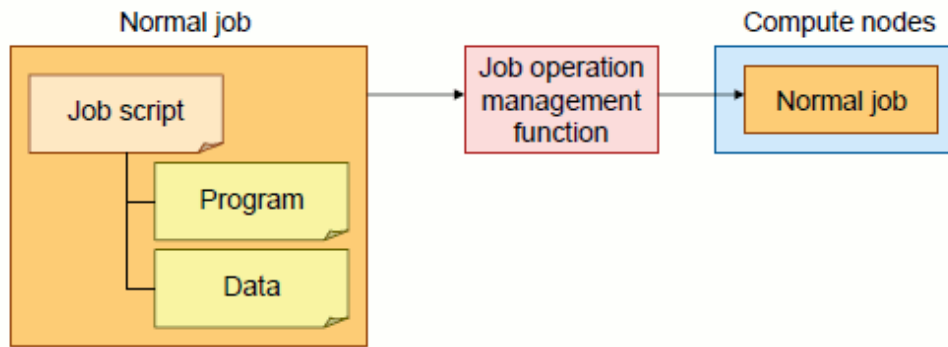 Normal job
Compute nodes
Job script
Program
Data
Job operation
management
function
Normal job